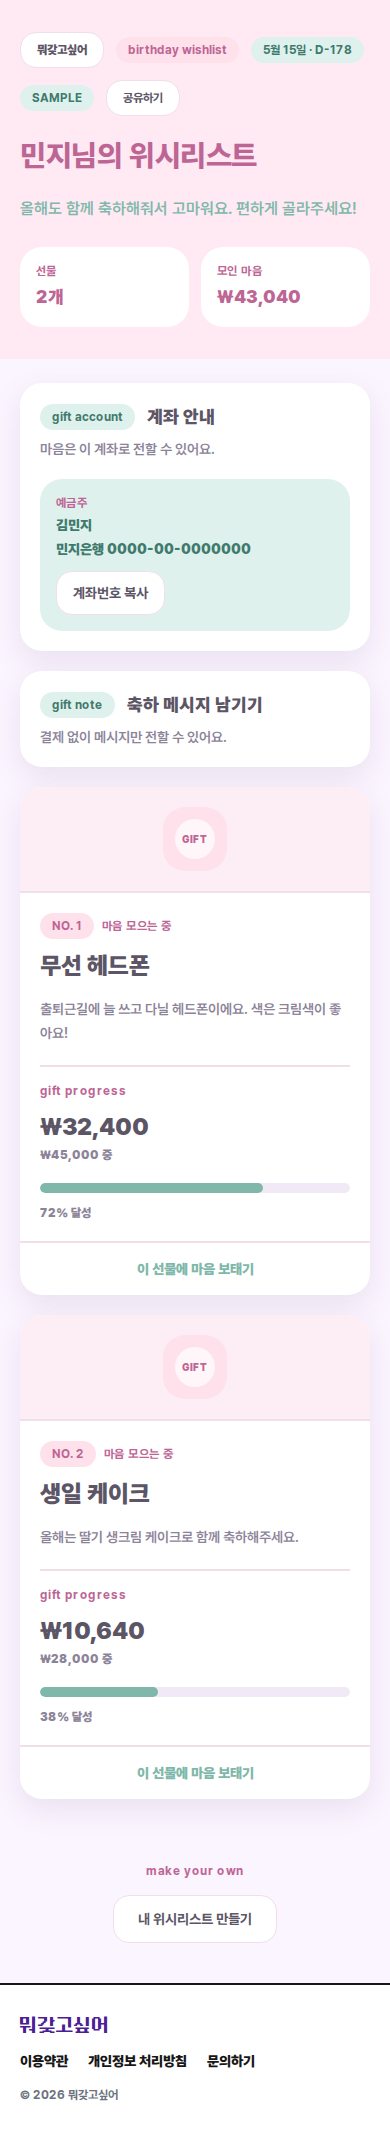 뭐갖고싶어
birthday wishlist
5월 15일 · D-178
SAMPLE
공유하기
민지님의 위시리스트
올해도 함께 축하해줘서 고마워요. 편하게 골라주세요!
선물
2개
모인 마음
₩43,040
gift account
계좌 안내
마음은 이 계좌로 전할 수 있어요.
예금주
김민지
민지은행 0000-00-0000000
계좌번호 복사
gift note
축하 메시지 남기기
결제 없이 메시지만 전할 수 있어요.
GIFT
NO. 1
마음 모으는 중
무선 헤드폰
출퇴근길에 늘 쓰고 다닐 헤드폰이에요. 색은 크림색이 좋
아요!
gift progress
₩32,400
₩45,000 중
72% 달성
이 선물에 마음 보태기
GIFT
NO. 2
마음 모으는 중
생일 케이크
올해는 딸기 생크림 케이크로 함께 축하해주세요.
gift progress
₩10,640
₩28,000 중
38% 달성
이 선물에 마음 보태기
make your own
내 위시리스트 만들기
뭐갖고싶어
이용약관
개인정보 처리방침
문의하기
© 2026 뭐갖고싶어